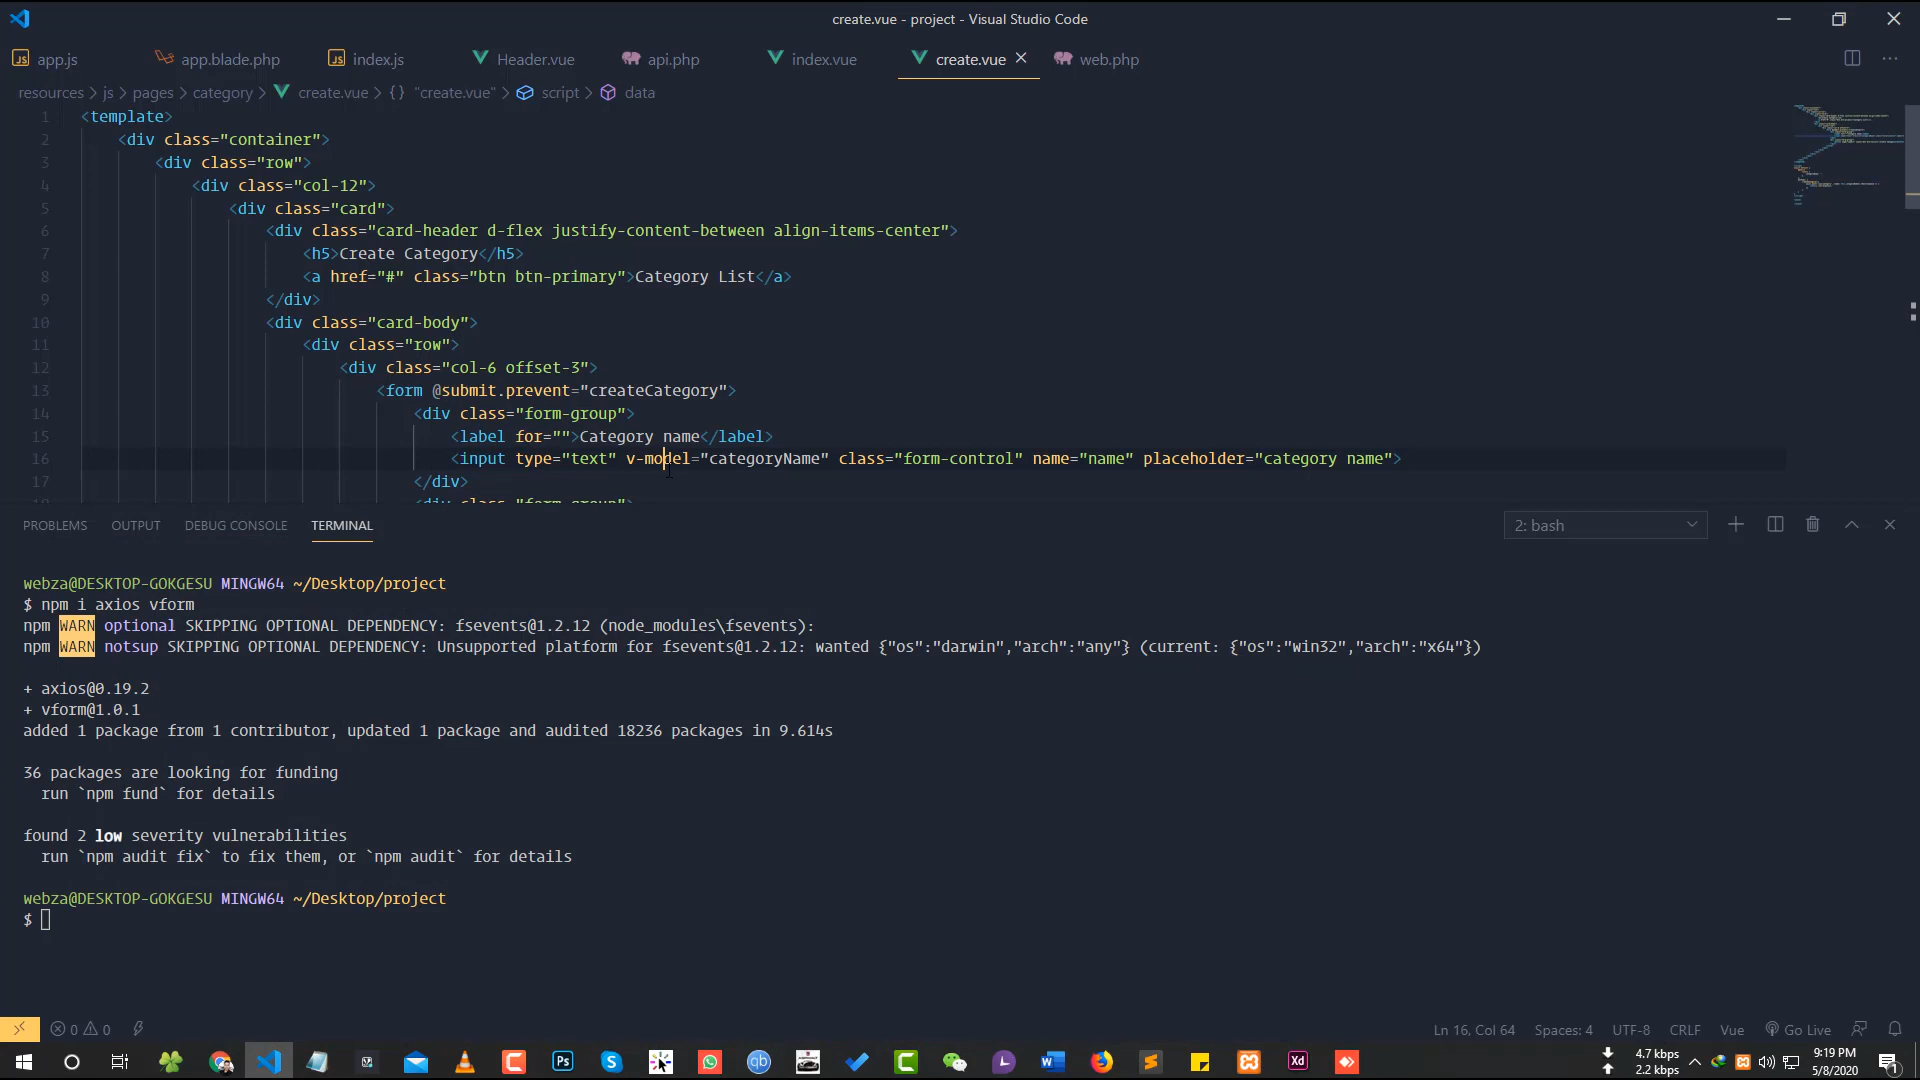 create.vue - project - Visual Studio Code
JS app.js app.blade.php JS index.js Header.vue api.php index.vue create.vue web.php
resources > js > pages > category > create.vue > {} "create.vue" > script > data
1 <template>
2 <div class="container">
3 <div class="row">
4 <div class="col-12">
5 <div class="card">
6 <div class="card-header d-flex justify-content-between align-items-center">
7 <h5>Create Category</h5>
8 <a href="#" class="btn btn-primary">Category List</a>
9 </div>
10 <div class="card-body">
11 <div class="row">
12 <div class="col-6 offset-3">
13 <form @submit.prevent="createCategory">
14 <div class="form-group">
15 <label for="">Category name</label>
16 <input type="text" v-model="categoryName" class="form-control" name="name" placeholder="category name">
17 </div>
18 <div class="form-group">
PROBLEMS OUTPUT DEBUG CONSOLE TERMINAL 2: bash
webza@DESKTOP-GOKGESU MINGW64 ~/Desktop/project
$ npm i axios vform
npm WARN optional SKIPPING OPTIONAL DEPENDENCY: fsevents@1.2.12 (node_modules\fsevents):
npm WARN notsup SKIPPING OPTIONAL DEPENDENCY: Unsupported platform for fsevents@1.2.12: wanted {"os":"darwin","arch":"any"} (current: {"os":"win32","arch":"x64"})
+ axios@0.19.2
+ vform@1.0.1
added 1 package from 1 contributor, updated 1 package and audited 18236 packages in 9.614s
36 packages are looking for funding
run `npm fund` for details
found 2 low severity vulnerabilities
run `npm audit fix` to fix them, or `npm audit` for details
webza@DESKTOP-GOKGESU MINGW64 ~/Desktop/project
$
0 0 Ln 16, Col 64 Spaces: 4 UTF-8 CRLF Vue Go Live
Ps S qb C L W S Xd 4.7 kbps 9:19 PM
2.2 kbps 5/8/2020 1